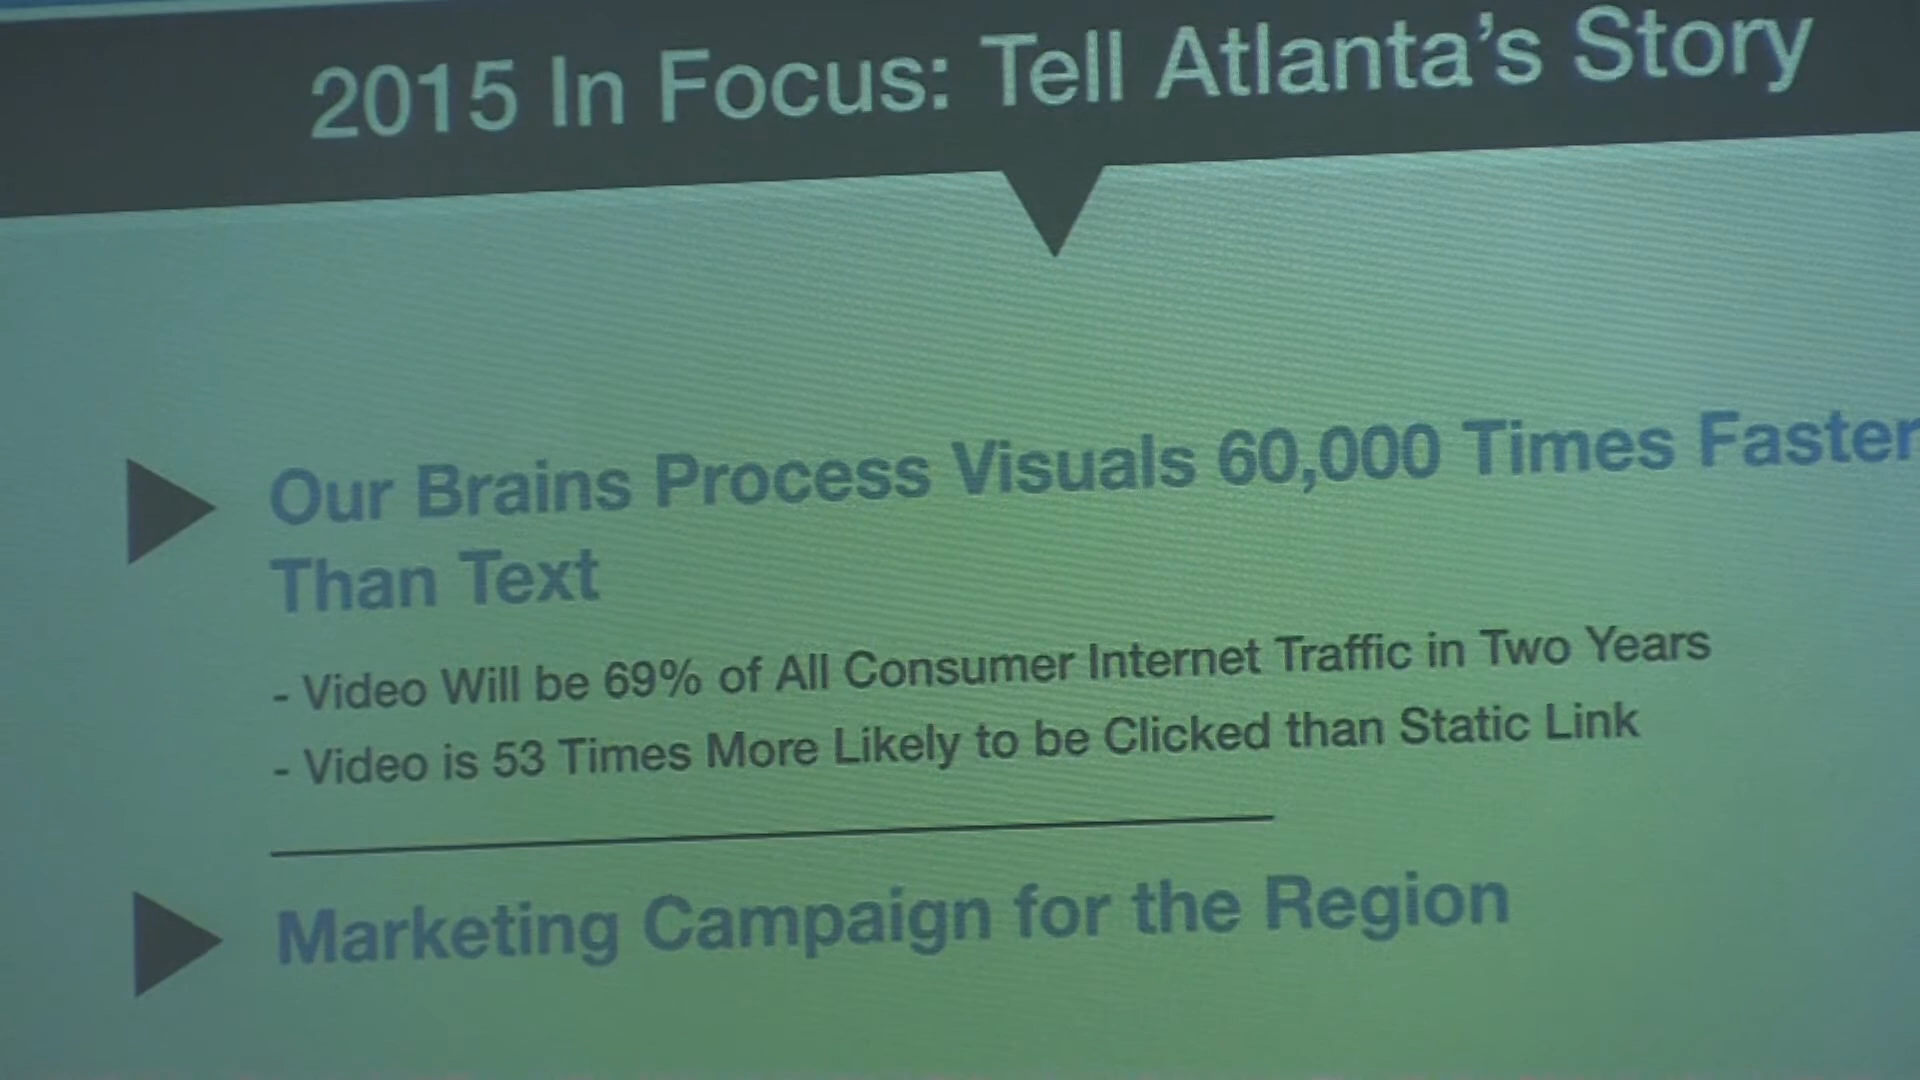 2015 In Focus: Tell Atlanta's Story
Our Brains Process Visuals 60,000 Times Faster
Than Text
- Video Will be 69% of All Consumer Internet Traffic in Two Years
- Video is 53 Times More Likely to be Clicked than Static Link
Marketing Campaign for the Region